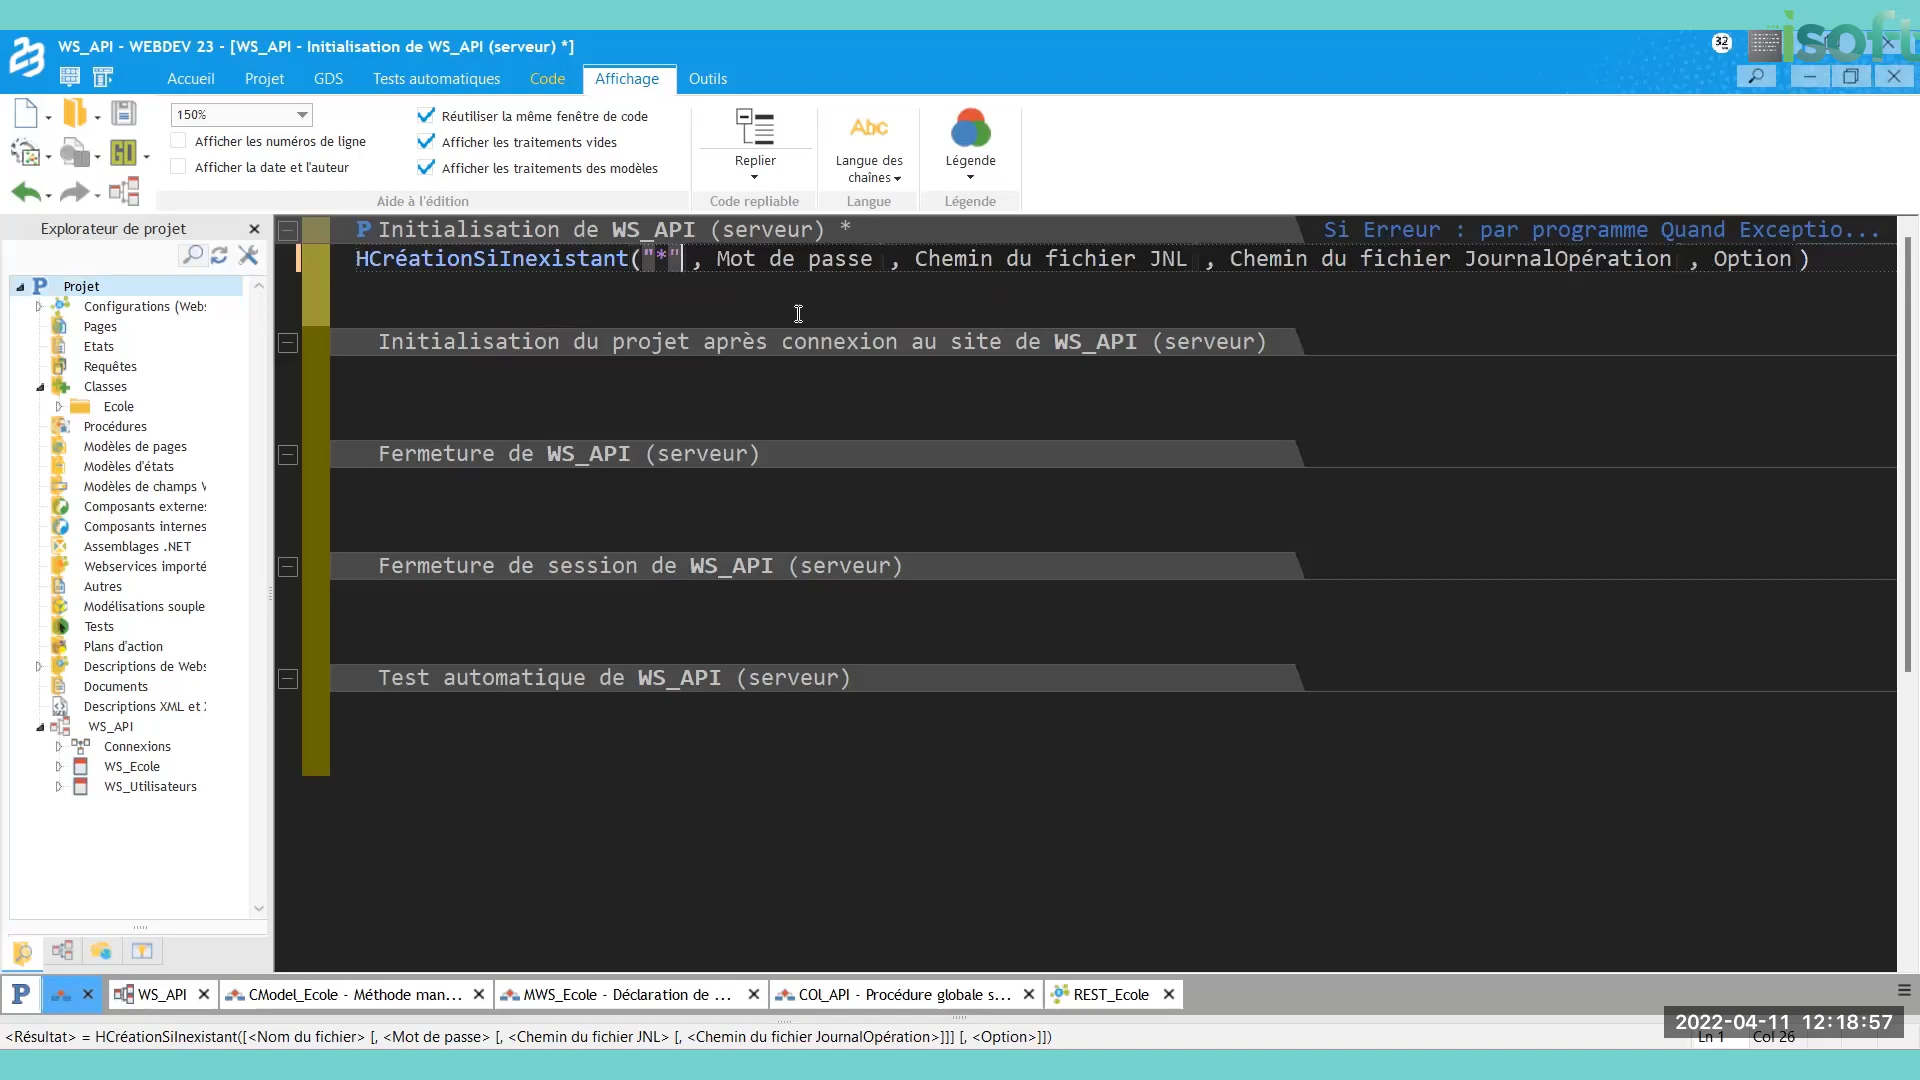 isoft
WS_API - WEBDEV 23 - [WS_API - Initialisation de WS_API (serveur) *]
32
Accueil Projet GDS Tests automatiques Code Affichage Outils
150%
Afficher les numéros de ligne
Afficher la date et l'auteur
Réutiliser la même fenêtre de code
Afficher les traitements vides
Afficher les traitements des modèles
Aide à l'édition
Replier
Code repliable
Abc
Langue des
chaînes
Langue
Légende
Légende
GO
Explorateur de projet
Projet
Configurations (Web
Pages
Etats
Requêtes
Classes
Ecole
Procédures
Modèles de pages
Modèles d'états
Modèles de champs
Composants externe
Composants internes
Assemblages .NET
Webservices importé
Autres
Modélisations souple
Tests
Plans d'action
Descriptions de Web
Documents
Descriptions XML et
WS_API
Connexions
WS_Ecole
WS_Utilisateurs
P Initialisation de WS_API (serveur) *
Si Erreur : par programme Quand Exceptio...
HCréationSiInexistant("*" , Mot de passe , Chemin du fichier JNL , Chemin du fichier JournalOpération , Option )
Initialisation du projet après connexion au site de WS_API (serveur)
Fermeture de WS_API (serveur)
Fermeture de session de WS_API (serveur)
Test automatique de WS_API (serveur)
P
WS_API
CModel_Ecole - Méthode man...
MWS_Ecole - Déclaration de ...
COl_API - Procédure globale s...
REST_Ecole
2022-04-11 12:18:57
<Résultat> = HCréationSiInexistant([<Nom du fichier> [, <Mot de passe> [, <Chemin du fichier JNL> [, <Chemin du fichier JournalOpération>]]] [, <Option>]])
Ln 1 Col 26